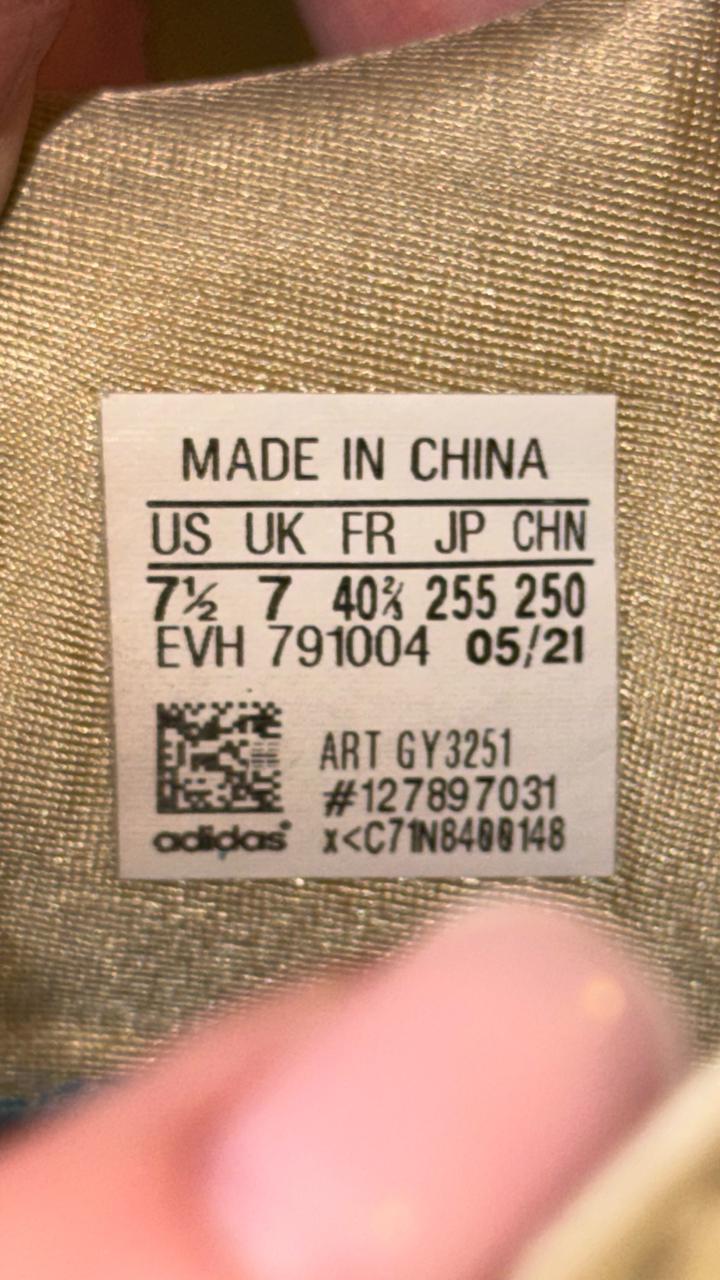 MADE IN CHINA
US UK FR JP CHN
7½ 7 40⅔ 255 250
EVH 791004 05/21
ART GY3251
#127897031
adidas® x<C71N8400148